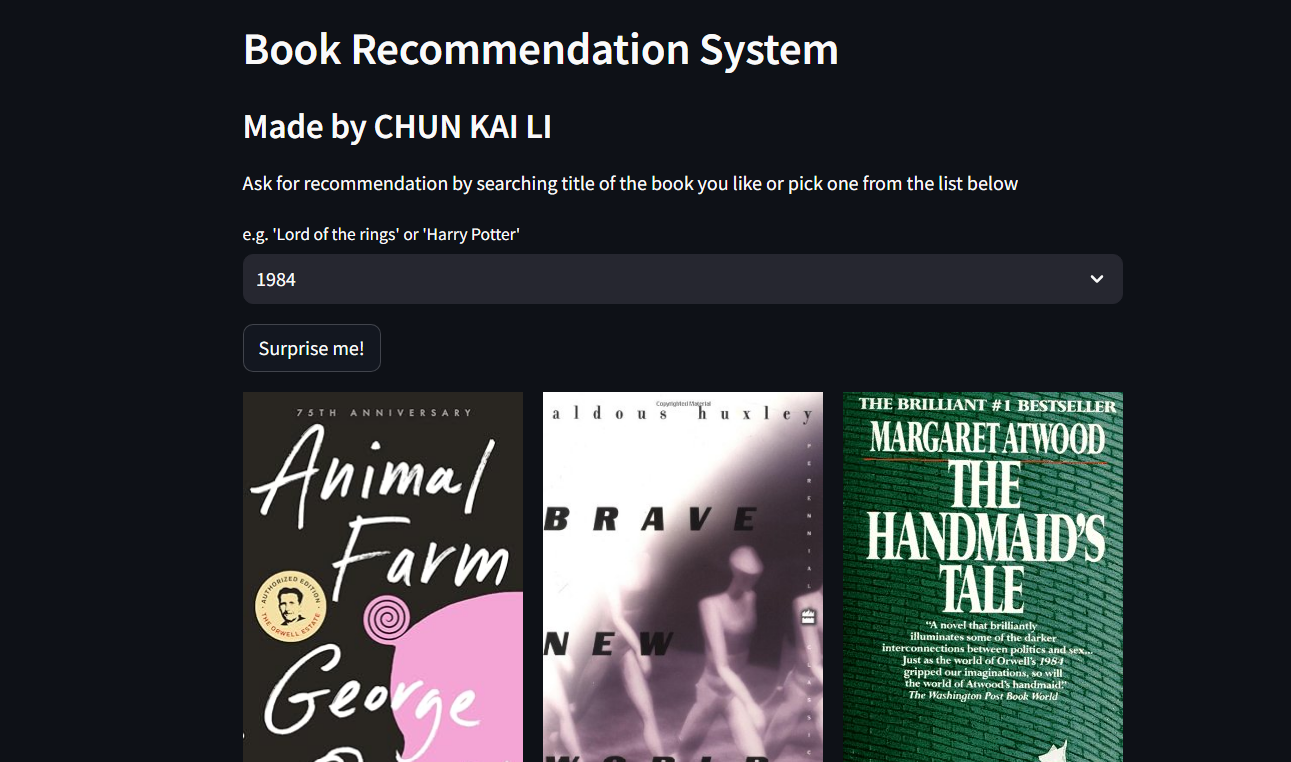 Book Recommendation System
Made by CHUN KAI LI
Ask for recommendation by searching title of the book you like or pick one from the list below
e.g. 'Lord of the rings' or 'Harry Potter'
1984
Surprise me!
75TH ANNIVERSARY
Animal
Farm
AUTHORIZED EDITION
THE ORWELL ESTATE
George
Copyrighted Material
aldous huxley
PERENNIAL CLASSIC
BRAVE
NEW
WORLD
THE BRILLIANT #1 BESTSELLER
MARGARET ATWOOD
THE
HANDMAID'S
TALE
"A novel that brilliantly
illuminates some of the darker
interconnections between politics and sex...
Just as the world of Orwell's 1984
gripped our imaginations, so will
the world of Atwood's handmaid!"
The Washington Post Book World